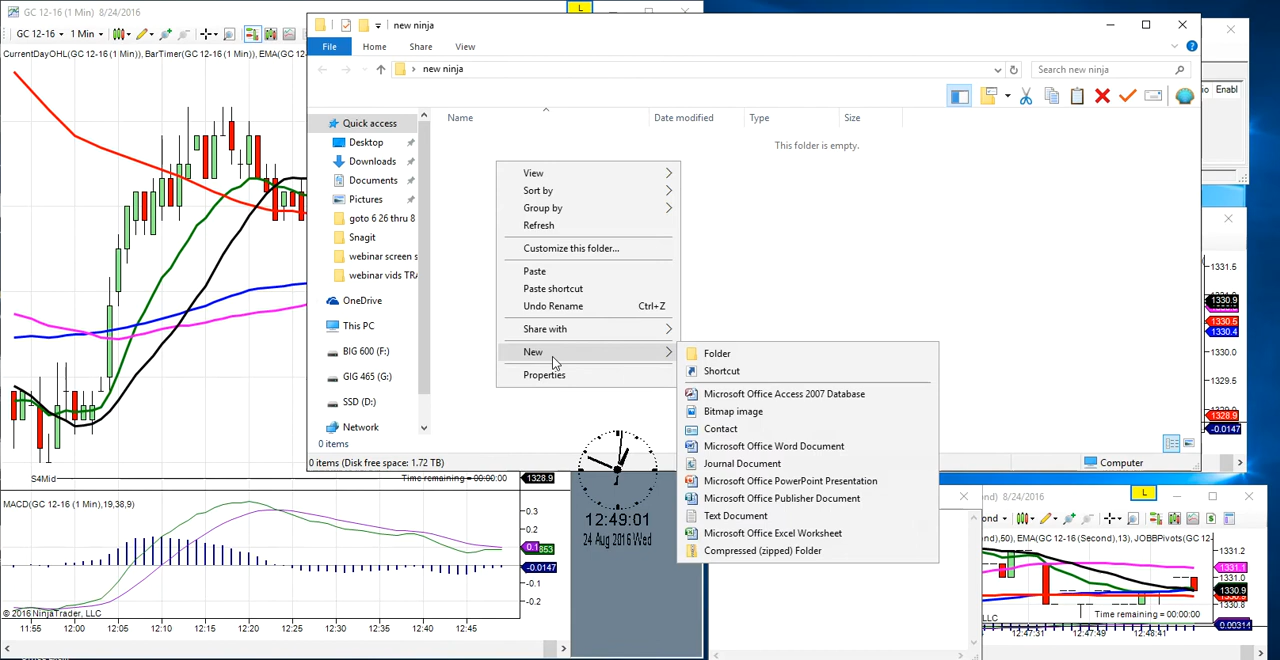 GC 12-16 (1 Min) 8/24/2016
L
GC 12-16 1 Min
CurrentDayOHL(GC 12-16 (1 Min)), BarTimer(GC 12-16 (1 Min)), EMA(GC 12
new ninja
File Home Share View
new ninja
Search new ninja
Enabl
Name Date modified Type Size
This folder is empty.
Quick access
Desktop
Downloads
Documents
Pictures
goto 6 26 thru 8
Snagit
webinar screen s
webinar vids TRA
OneDrive
This PC
BIG 600 (F:)
GIG 465 (G:)
SSD (D:)
Network
0 items
0 items (Disk free space: 1.72 TB)
Computer
View
Sort by
Group by
Refresh
Customize this folder...
Paste
Paste shortcut
Undo Rename Ctrl+Z
Share with
New
Properties
Folder
Shortcut
Microsoft Office Access 2007 Database
Bitmap image
Contact
Microsoft Office Word Document
Journal Document
Microsoft Office PowerPoint Presentation
Microsoft Office Publisher Document
Text Document
Microsoft Office Excel Worksheet
Compressed (zipped) Folder
1331.5
1330.9
1330.5
1330.4
1330.0
1329.5
1328.9
-0.0147
S4Mid
Time remaining = 00:00:00
1328.9
MACD(GC 12-16 (1 Min),19,38,9)
0.3
0.2
0.1
-0.0147
-0.1
-0.2
© 2016 NinjaTrader, LLC
11:55 12:00 12:05 12:10 12:15 12:20 12:25 12:30 12:35 12:40 12:45
12:49:01
24 Aug 2016 Wed
8/24/2016
L
EMA(GC 12-16 (Second),50), EMA(GC 12-16 (Second),13), JOBBPivots(GC 12
1331.2
1331.1
1331.0
1330.9
1330.8
Time remaining = 00:00:00
LLC
0.00314
12:47:31 12:47:49 12:48:41